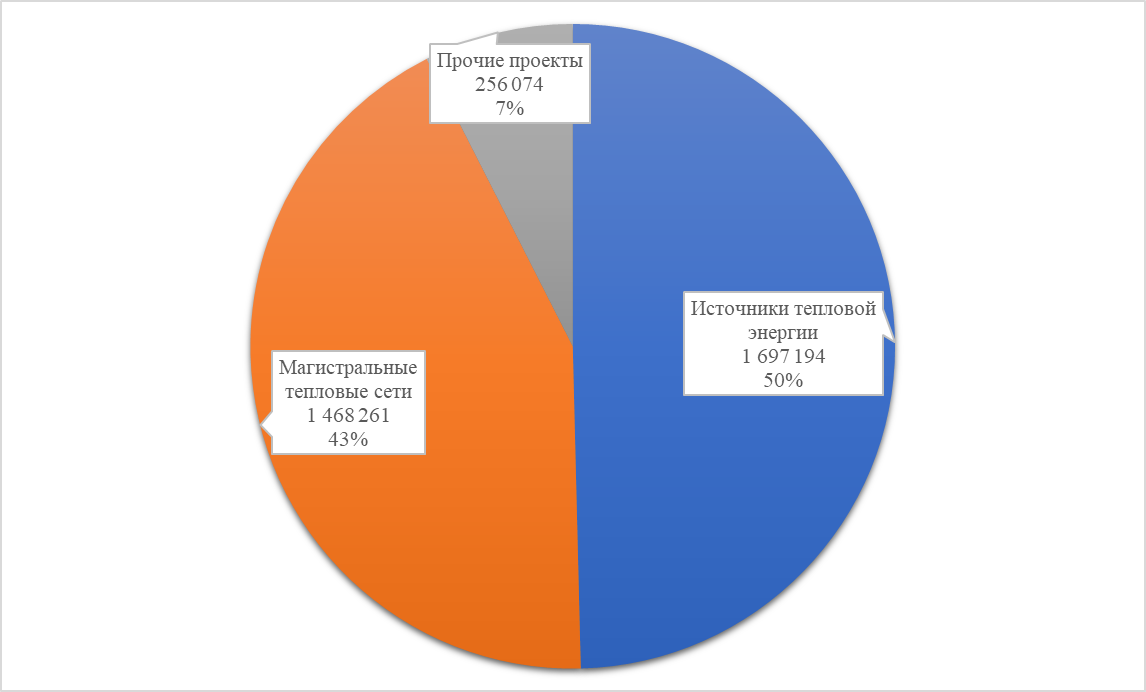 Прочие проекты
256 074
7%
Источники тепловой
энергии
1 697 194
50%
Магистральные
тепловые сети
1 468 261
43%